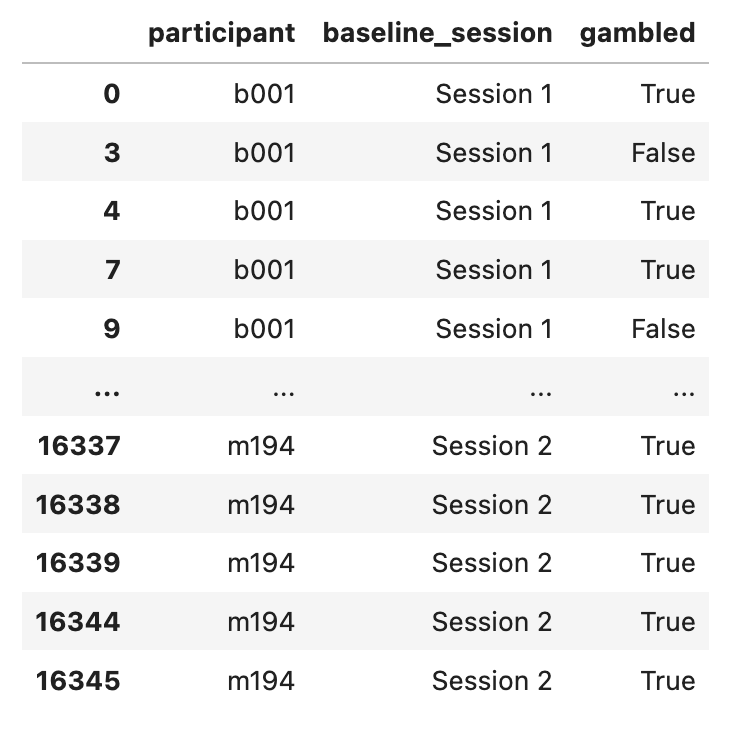 participant baseline_session gambled
0 b001 Session 1 True
3 b001 Session 1 False
4 b001 Session 1 True
7 b001 Session 1 True
9 b001 Session 1 False
... ... ... ...
16337 m194 Session 2 True
16338 m194 Session 2 True
16339 m194 Session 2 True
16344 m194 Session 2 True
16345 m194 Session 2 True